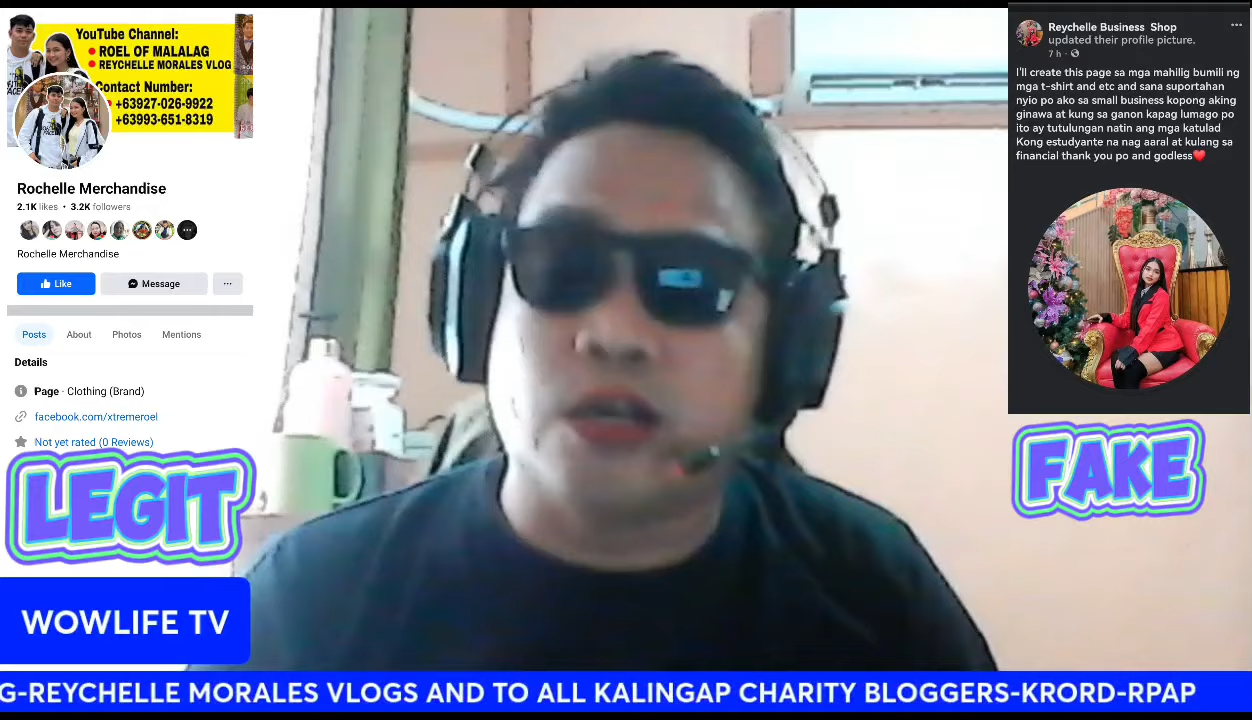 YouTube Channel:
ROEL OF MALALAG
REYCHELLE MORALES VLOG
Contact Number:
+63927-026-9922
+63993-651-8319
Rochelle Merchandise
2.1K likes • 3.2K followers
Rochelle Merchandise
Like
Message
Posts About Photos Mentions
Details
Page · Clothing (Brand)
facebook.com/xtremeroel
Not yet rated (0 Reviews)
LEGIT
WOWLIFE TV
Reychelle Business Shop
updated their profile picture.
7 h ·
I'll create this page sa mga mahilig bumili ng
mga t-shirt and etc and sana suportahan
nyio po ako sa small business kopong aking
ginawa at kung sa ganon kapag lumago po
ito ay tutulungan natin ang mga katulad
Kong estudyante na nag aaral at kulang sa
financial thank you po and godless❤️
FAKE
G-REYCHELLE MORALES VLOGS AND TO ALL KALINGAP CHARITY BLOGGERS-KRORD-RPAP